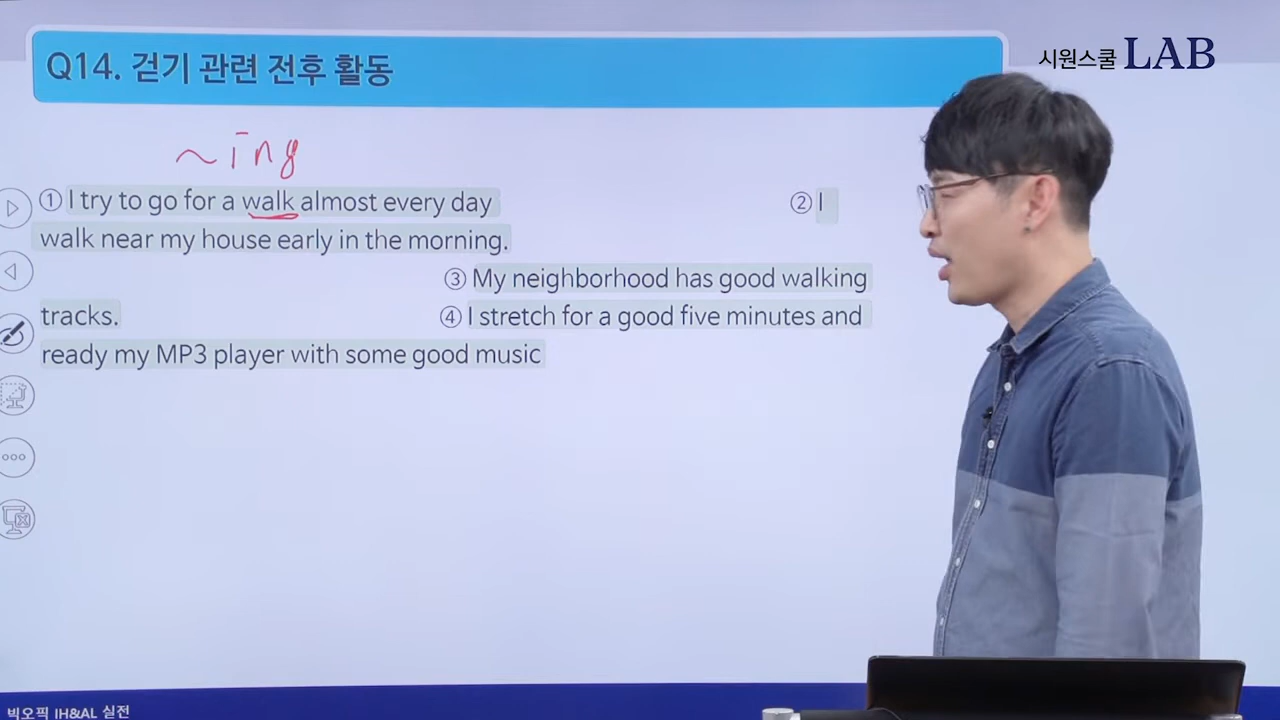 Q14. 걷기 관련 전후 활동
시원스쿨 LAB
~ing
① I try to go for a walk almost every day ② I
walk near my house early in the morning.
③ My neighborhood has good walking
tracks. ④ I stretch for a good five minutes and
ready my MP3 player with some good music
빅오픽 IH&AL 실전